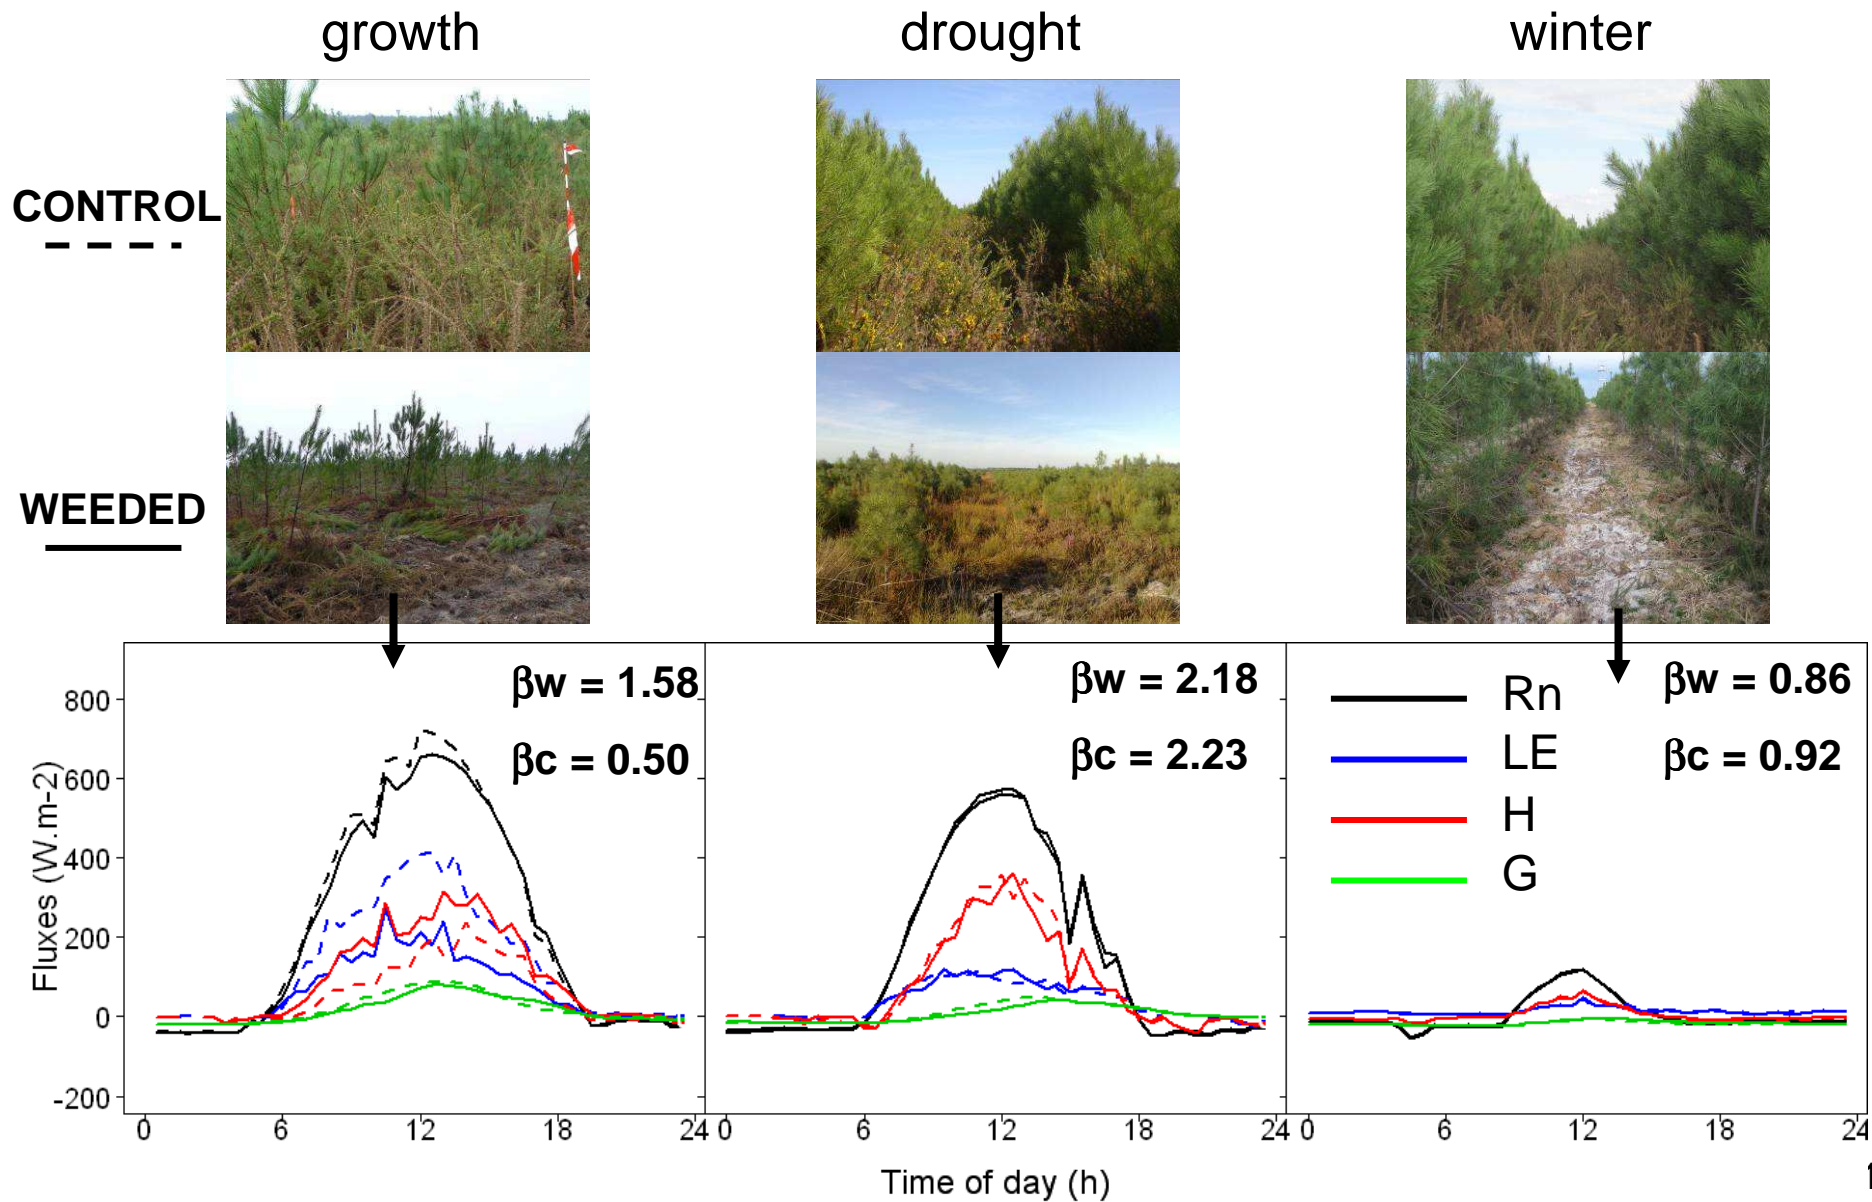 growth drought winter
CONTROL
WEEDED
βw = 1.58
βc = 0.50
βw = 2.18
βc = 2.23
βw = 0.86
βc = 0.92
Rn
LE
H
G
Fluxes (W.m-2)
800
600
400
200
0
-200
0 6 12 18 24 0 6 12 18 24 0 6 12 18 24
Time of day (h)